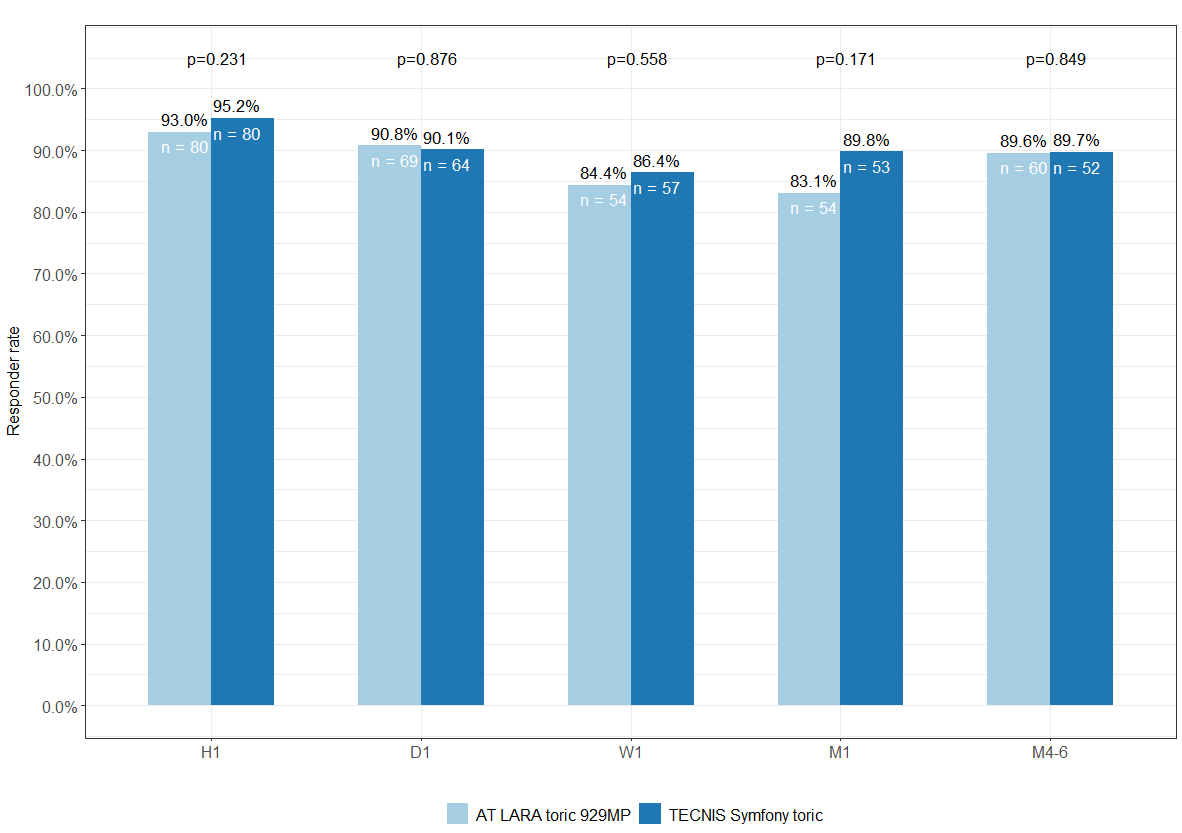 p=0.231 p=0.876 p=0.558 p=0.171 p=0.849
100.0%
90.0%
80.0%
70.0%
60.0%
50.0%
40.0%
30.0%
20.0%
10.0%
0.0%
Responder rate
93.0% 95.2% 90.8% 90.1% 84.4% 86.4% 83.1% 89.8% 89.6% 89.7%
n = 80 n = 80 n = 69 n = 64 n = 54 n = 57 n = 54 n = 53 n = 60 n = 52
H1 D1 W1 M1 M4-6
AT LARA toric 929MP TECNIS Symfony toric